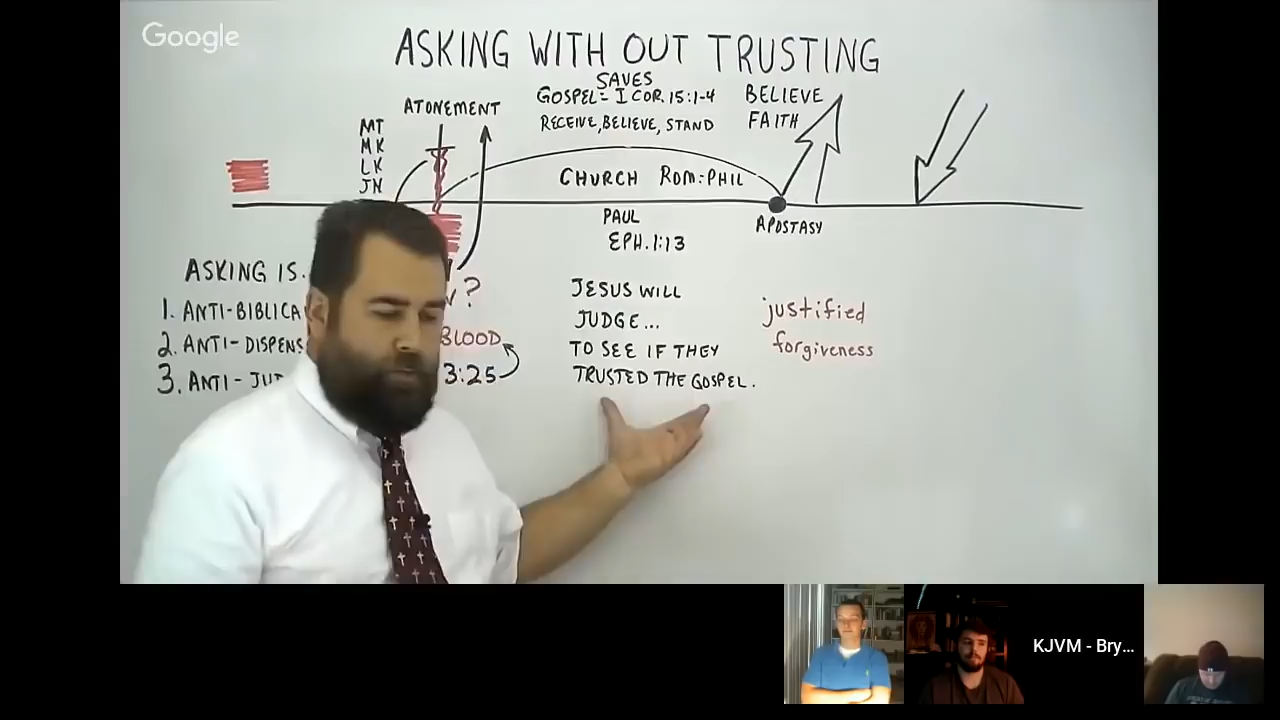 Google
ASKING WITH OUT TRUSTING
SAVES
GOSPEL = I COR. 15:1-4
RECEIVE, BELIEVE, STAND
BELIEVE
FAITH
ATONEMENT
MT
MK
LK
JN
CHURCH ROM:PHIL
PAUL
EPH. 1:13
APOSTASY
ASKING IS
1. ANTI-BIBLICA
2. ANTI-DISPENS
3. ANTI-JU
?
BLOOD
3:25
JESUS WILL
JUDGE...
TO SEE IF THEY
TRUSTED THE GOSPEL.
justified
forgiveness
KJVM - Bry...